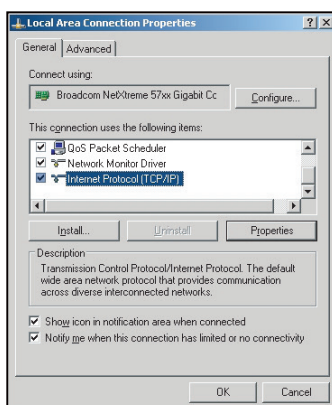 Local Area Connection Properties
General Advanced
Connect using:
Broadcom NetXtreme 57xx Gigabit Cc
Configure...
This connection uses the following items:
QoS Packet Scheduler
Network Monitor Driver
Internet Protocol (TCP/IP)
Install... Uninstall Properties
Description
Transmission Control Protocol/Internet Protocol. The default
wide area network protocol that provides communication
across diverse interconnected networks.
Show icon in notification area when connected
Notify me when this connection has limited or no connectivity
OK Cancel